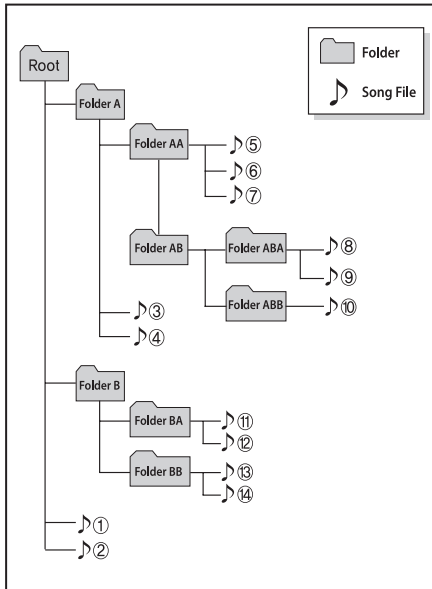 Root
Folder
Song File
Folder A
Folder AA
⑤
⑥
⑦
Folder AB
Folder ABA
⑧
⑨
Folder ABB
⑩
③
④
Folder B
Folder BA
⑪
⑫
Folder BB
⑬
⑭
①
②